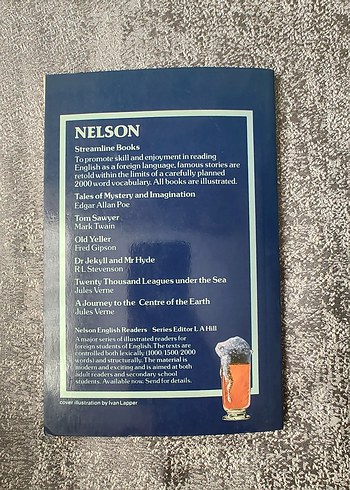 NELSON
Streamline Books
To promote skill and enjoyment in reading
English as a foreign language, famous stories are
retold within the limits of a carefully planned
2000 word vocabulary. All books are illustrated.
Tales of Mystery and Imagination
Edgar Allan Poe
Tom Sawyer
Mark Twain
Old Yeller
Fred Gipson
Dr Jekyll and Mr Hyde
R L Stevenson
Twenty Thousand Leagues under the Sea
Jules Verne
A Journey to the Centre of the Earth
Jules Verne
Nelson English Readers Series Editor L A Hill
A major series of illustrated readers for
foreign students of English. The texts are
controlled both lexically (1000/1500/2000
words) and structurally. The material is
modern and exciting and is aimed at both
adult readers and secondary school
students. Available now. Send for details.
cover illustration by Ivan Lapper